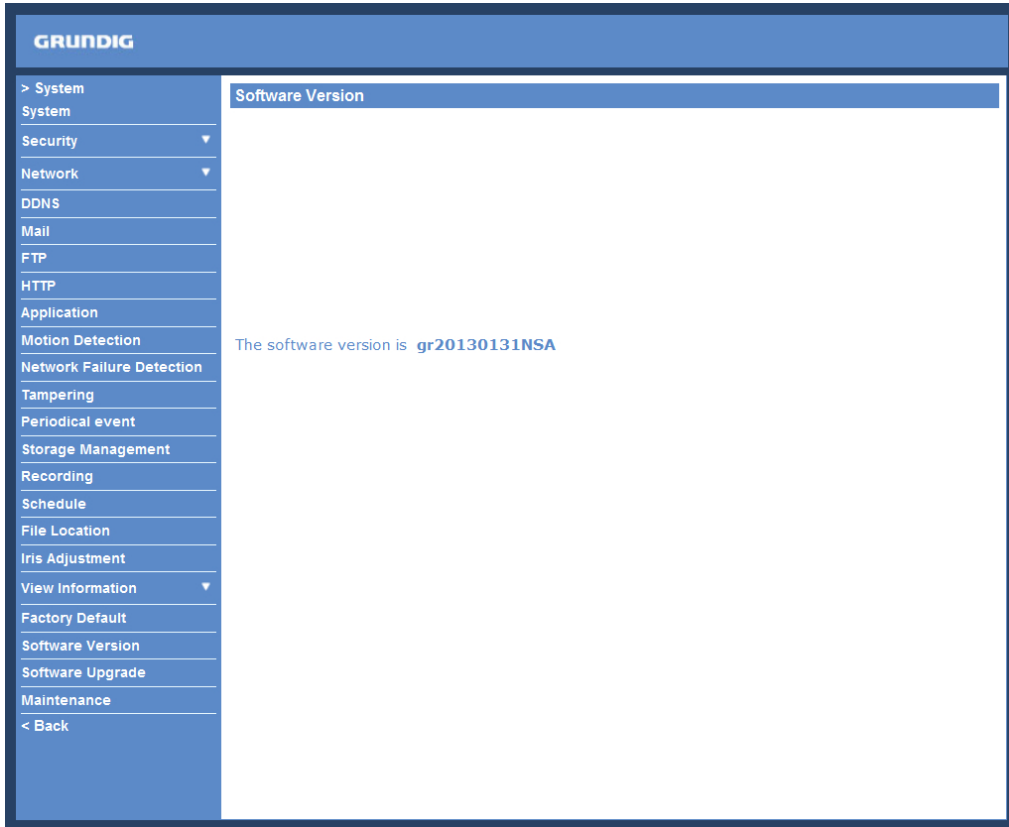 GRUNDIG
> System
System
Security
Network
DDNS
Mail
FTP
HTTP
Application
Motion Detection
Network Failure Detection
Tampering
Periodical event
Storage Management
Recording
Schedule
File Location
Iris Adjustment
View Information
Factory Default
Software Version
Software Upgrade
Maintenance
< Back
Software Version
The software version is gr20130131NSA